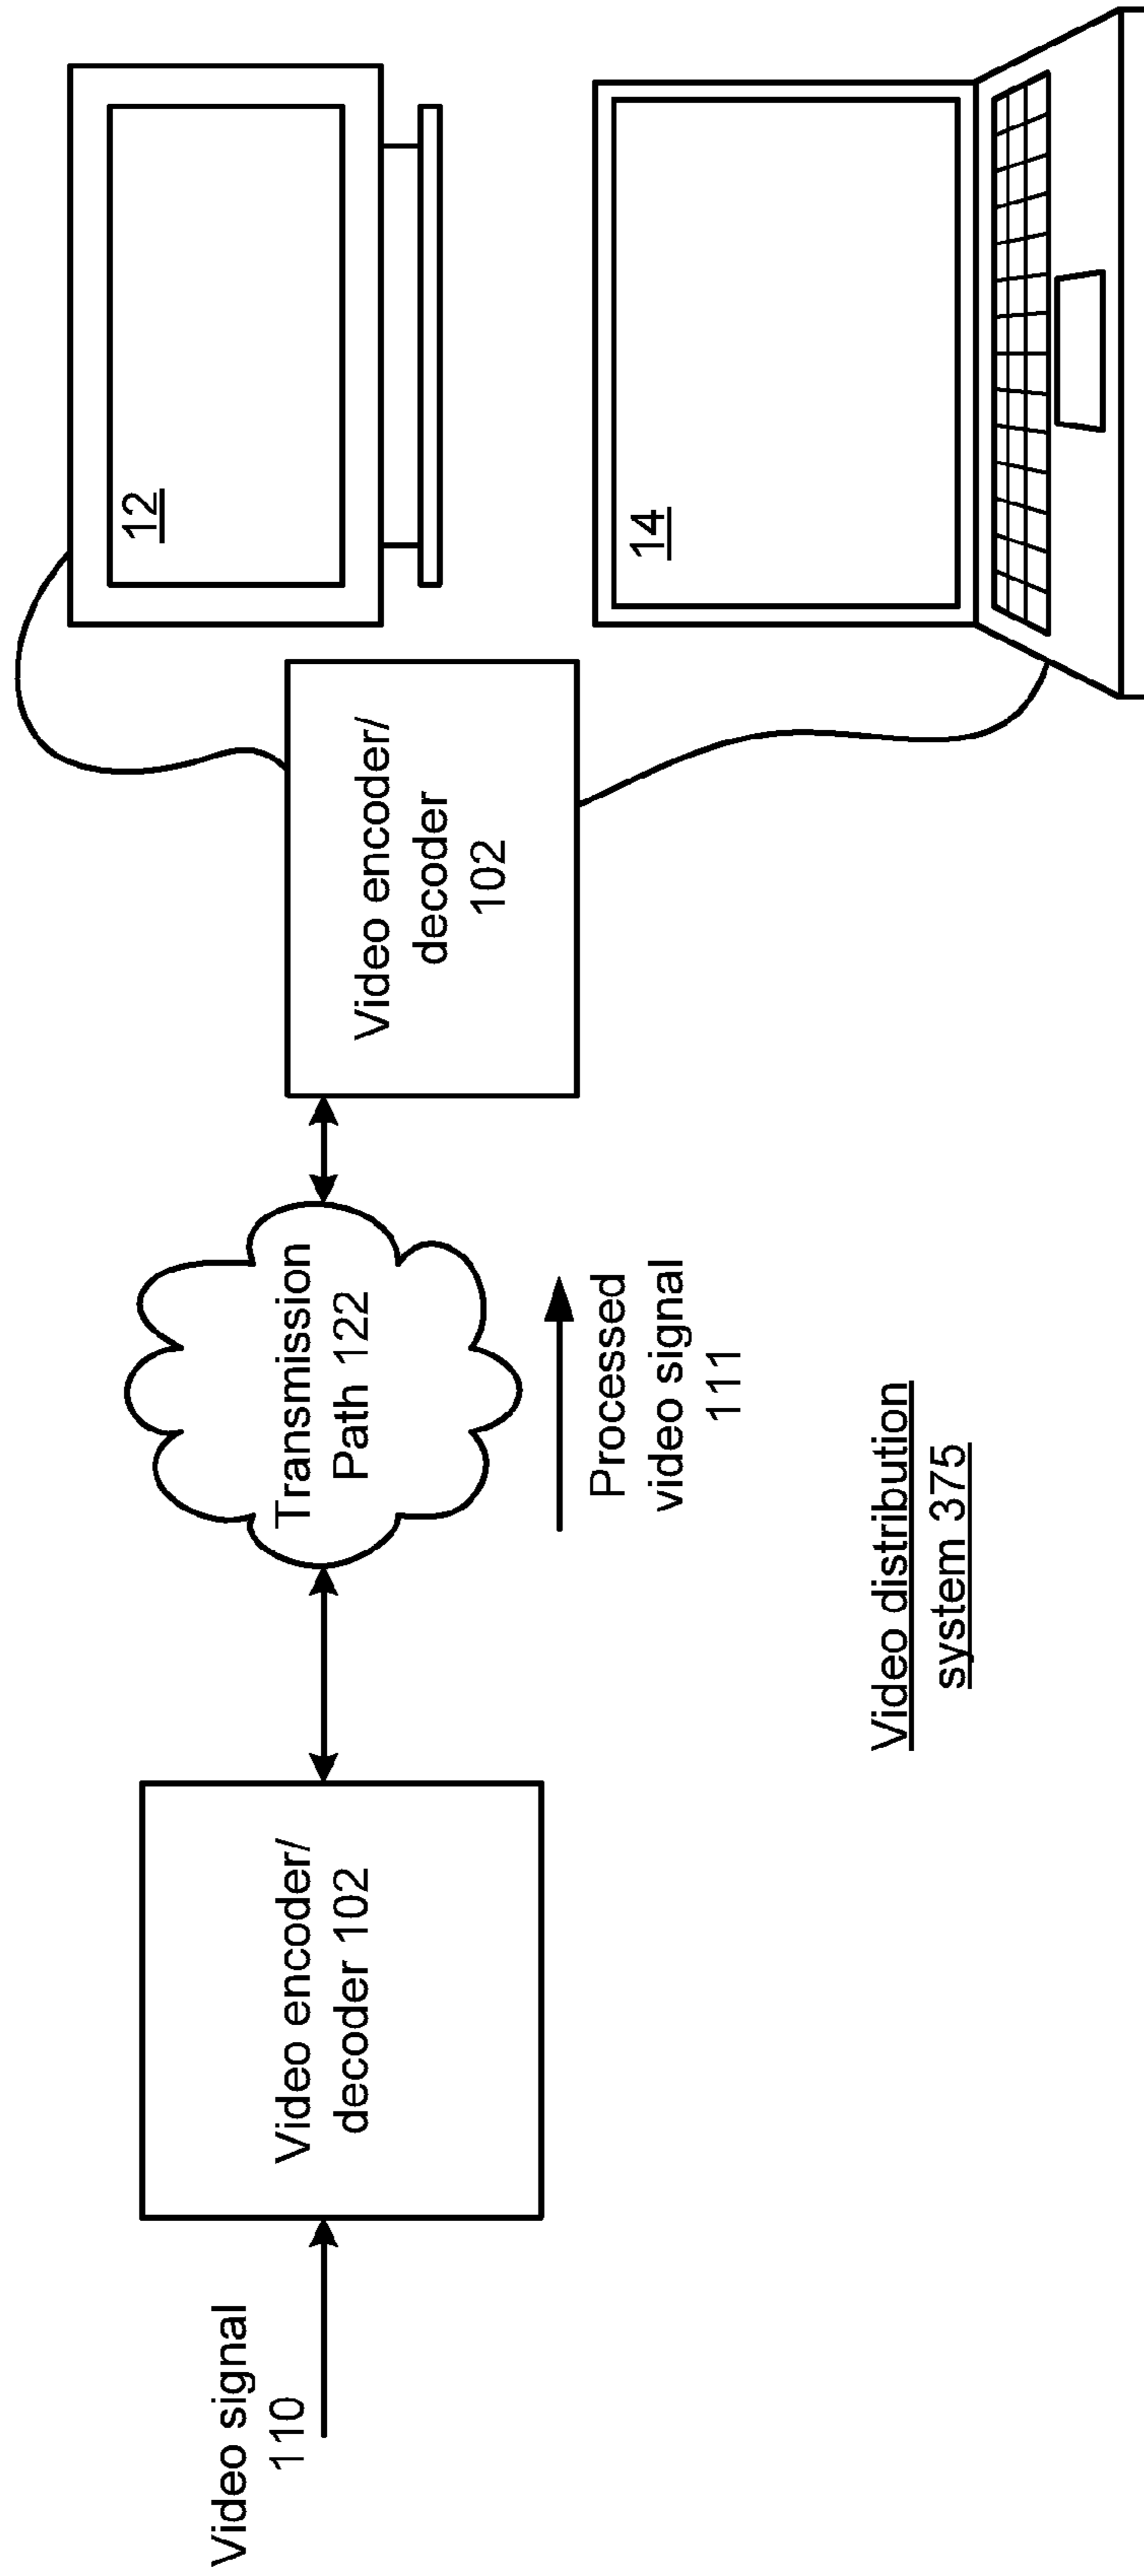 Video signal
110
Video encoder/
decoder 102
Transmission
Path 122
Processed
video signal
111
Video encoder/
decoder
102
12
14
Video distribution
system 375